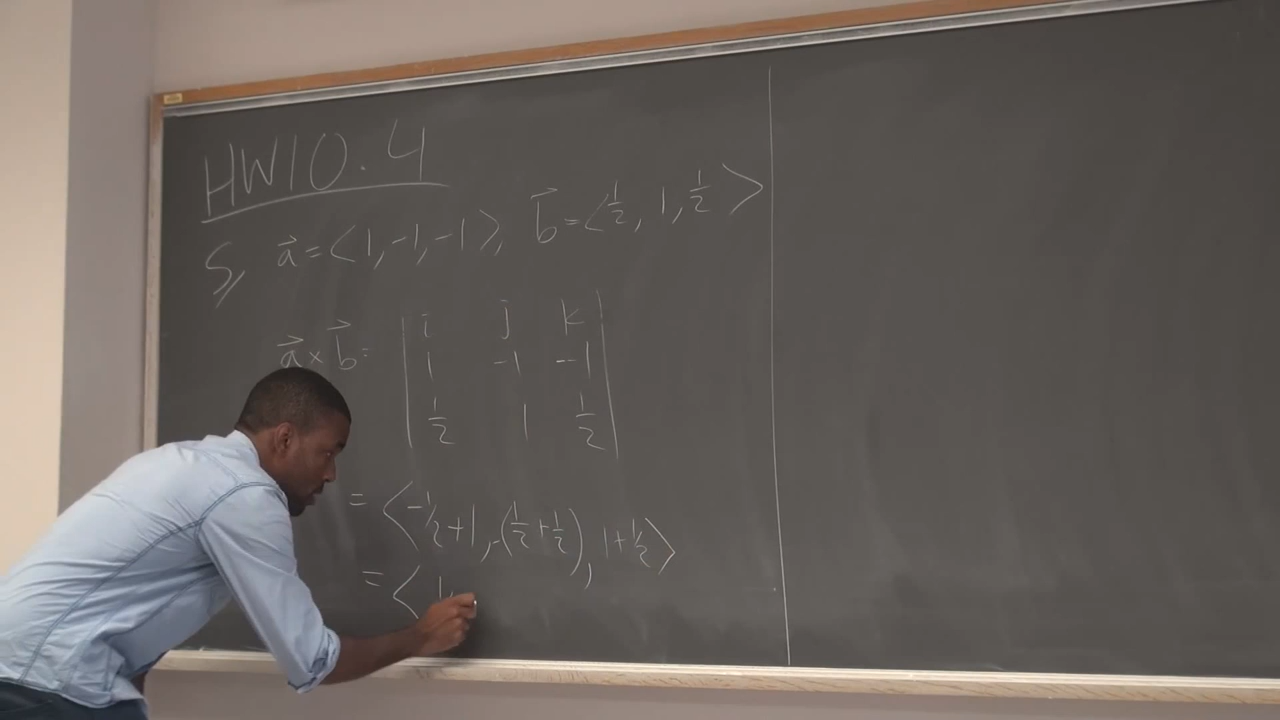 HW10.4
5, a⃗ = <1, -1, -1>, b⃗ = <1/2, 1, 1/2>
a⃗ × b⃗ =
| i j k |
| 1 -1 -1 |
| 1/2 1 1/2 |
= <-1/2+1, -(1/2+1/2), 1+1/2>
= <